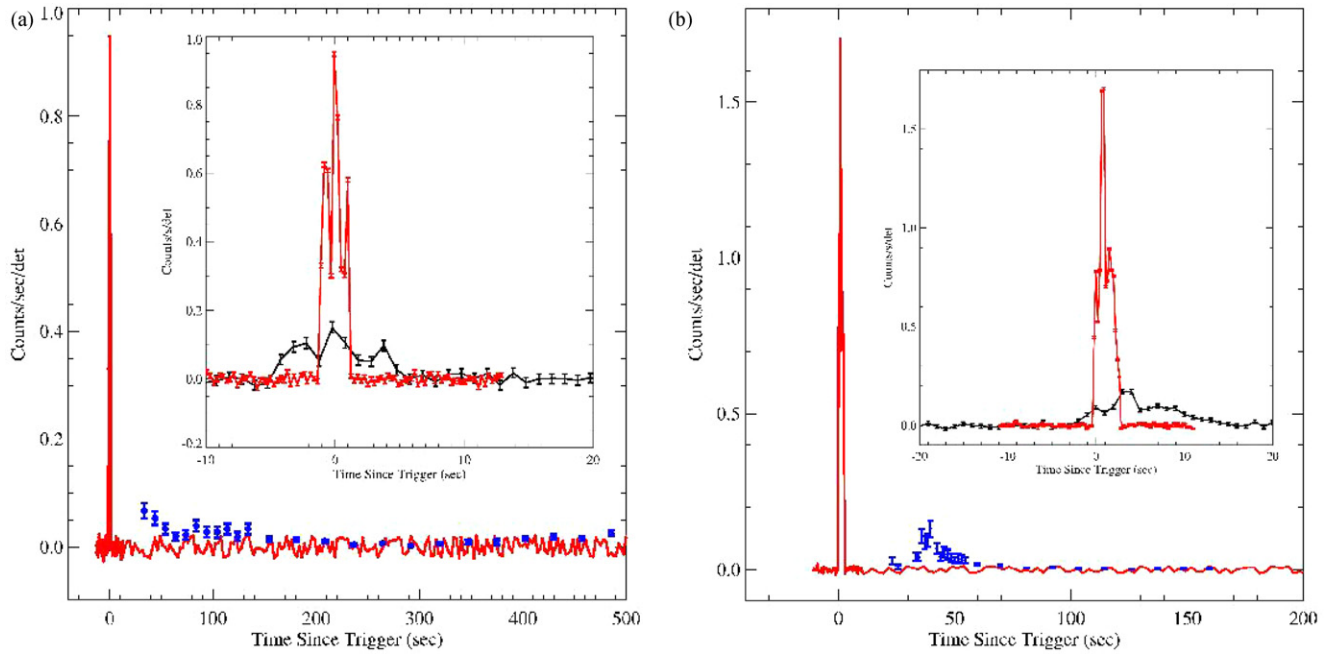 (a)
1.0
0.8
0.6
0.4
0.2
0.0
Counts/sec/det
0 100 200 300 400 500
Time Since Trigger (sec)
1.0
0.8
0.6
0.4
0.2
0.0
-0.2
Counts/s/det
-10 0 10 20
Time Since Trigger (sec)
(b)
1.5
1.0
0.5
0.0
Counts/sec/det
0 50 100 150 200
Time Since Trigger (sec)
1.5
1.0
0.5
0.0
Counts/s/det
-20 -10 0 10 20
Time Since Trigger (sec)